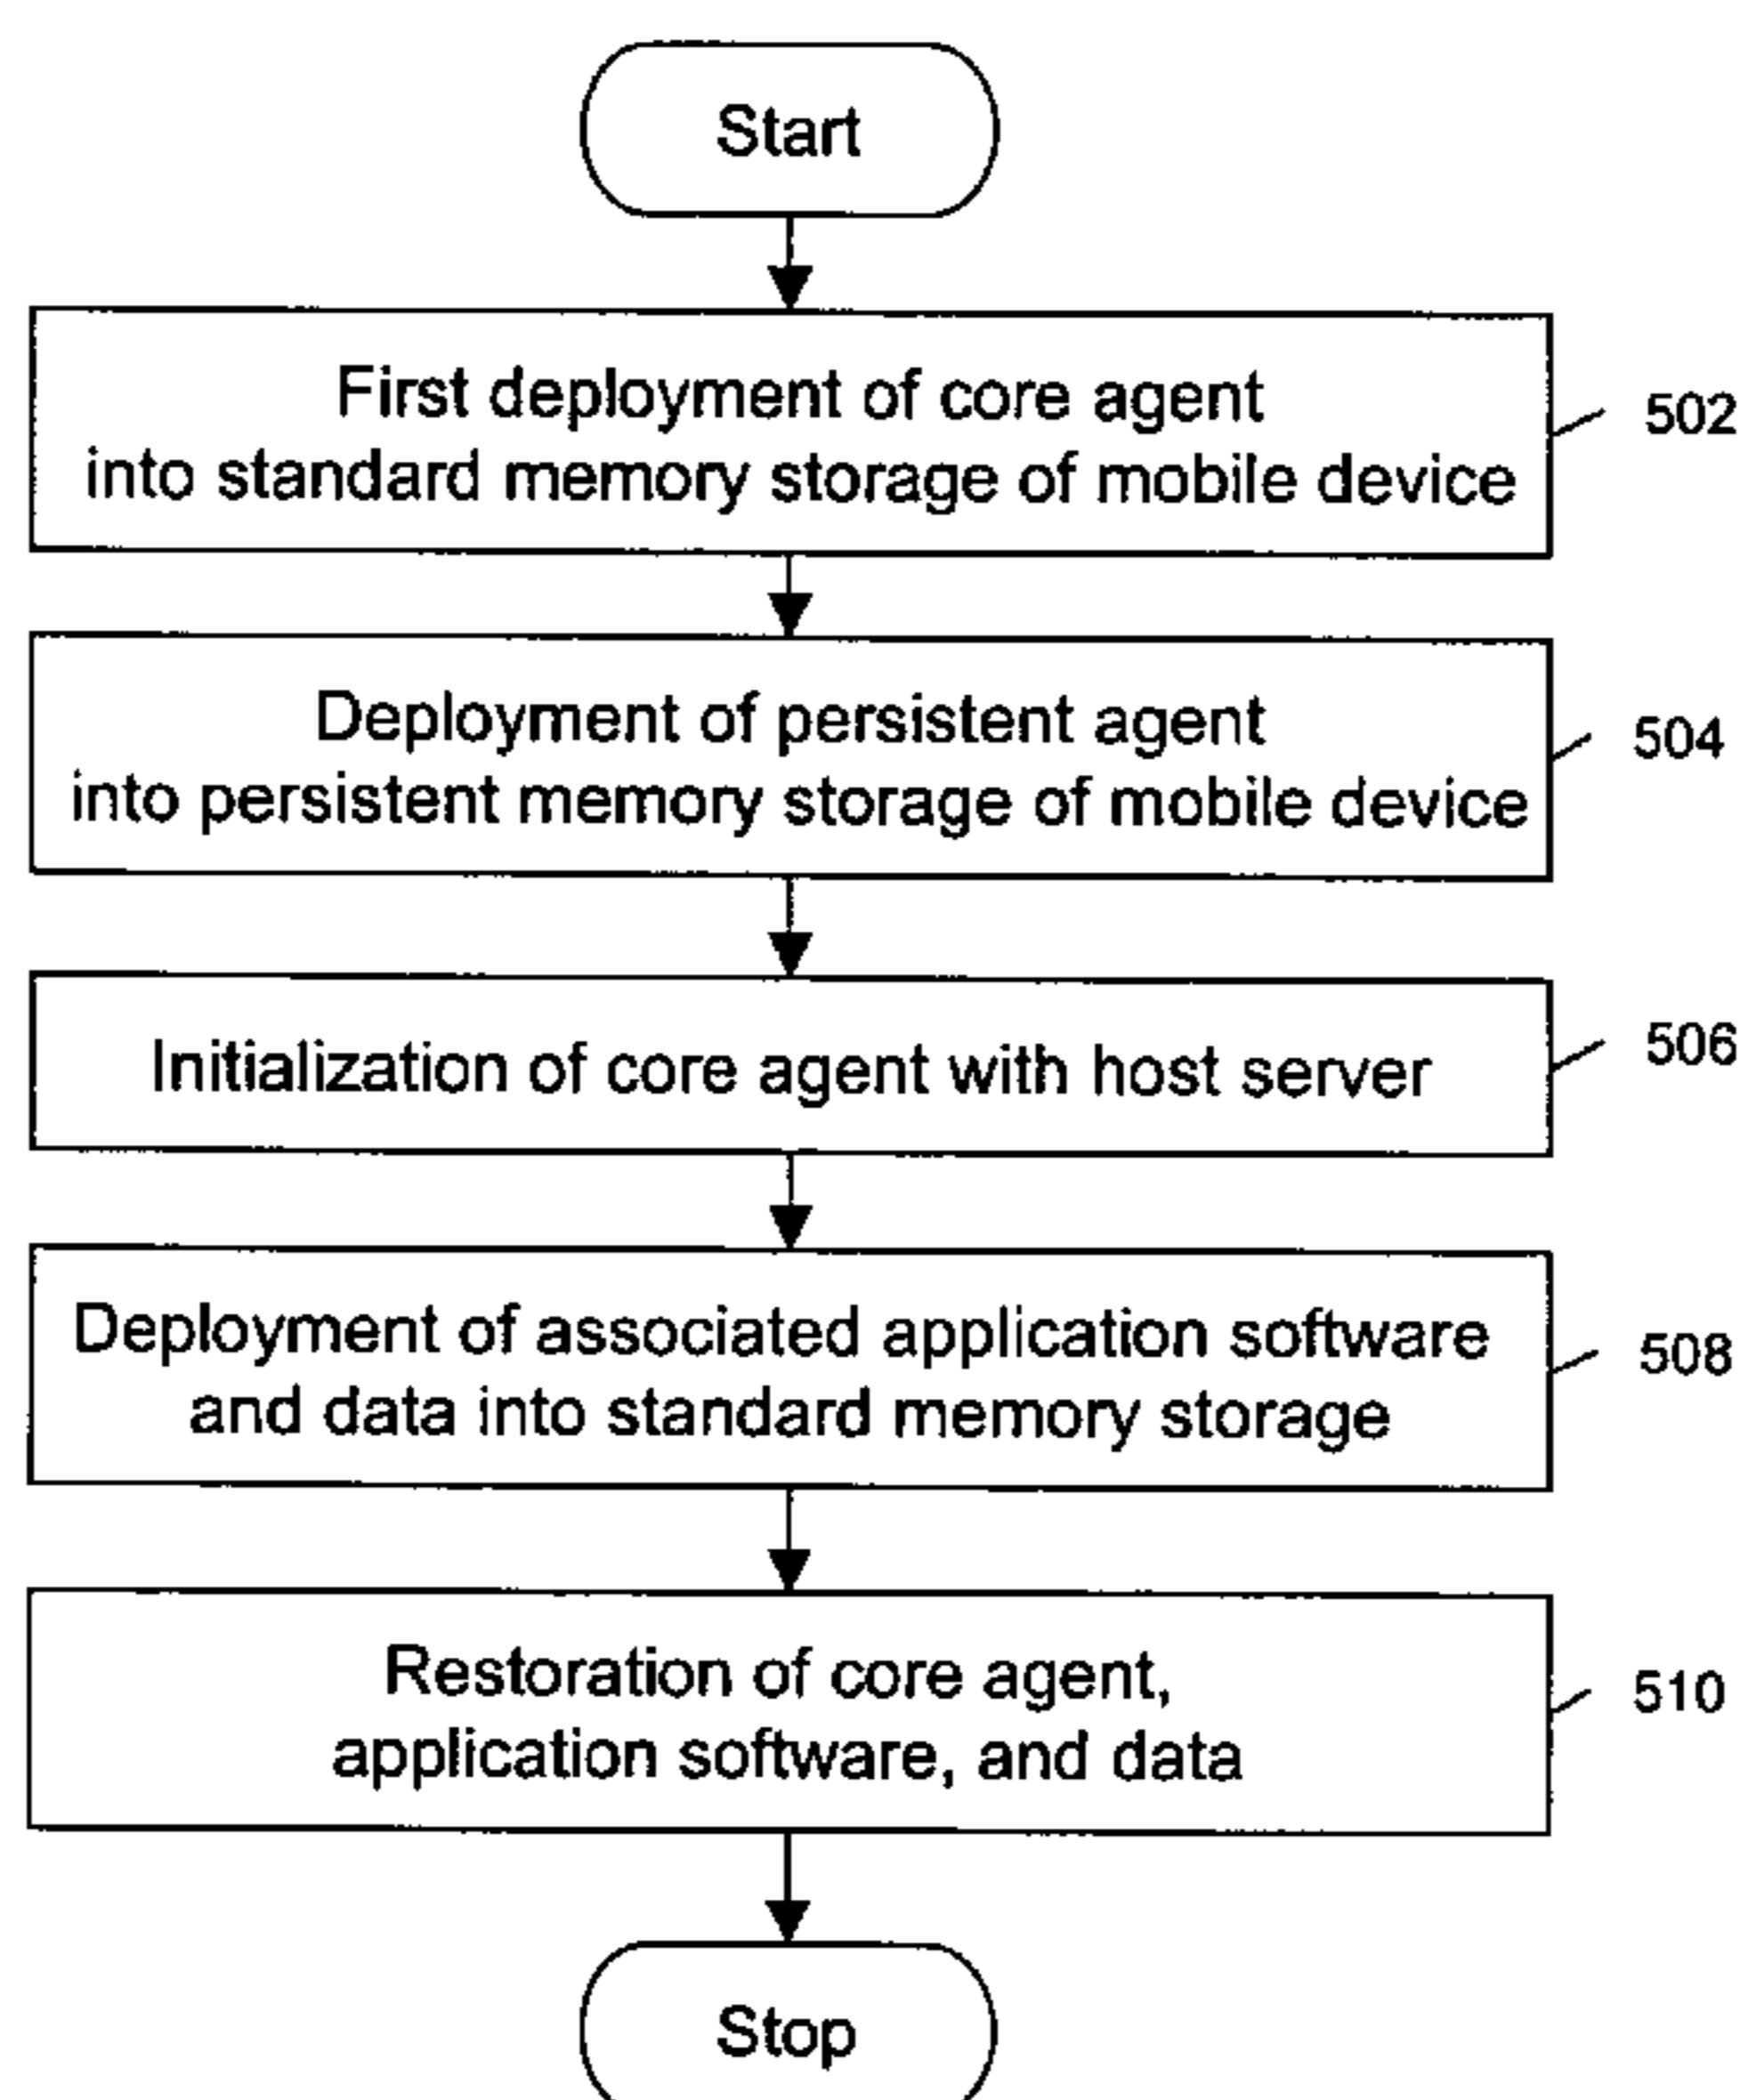 Start
First deployment of core agent
into standard memory storage of mobile device
502
Deployment of persistent agent
into persistent memory storage of mobile device
504
Initialization of core agent with host server
506
Deployment of associated application software
and data into standard memory storage
508
Restoration of core agent,
application software, and data
510
Stop